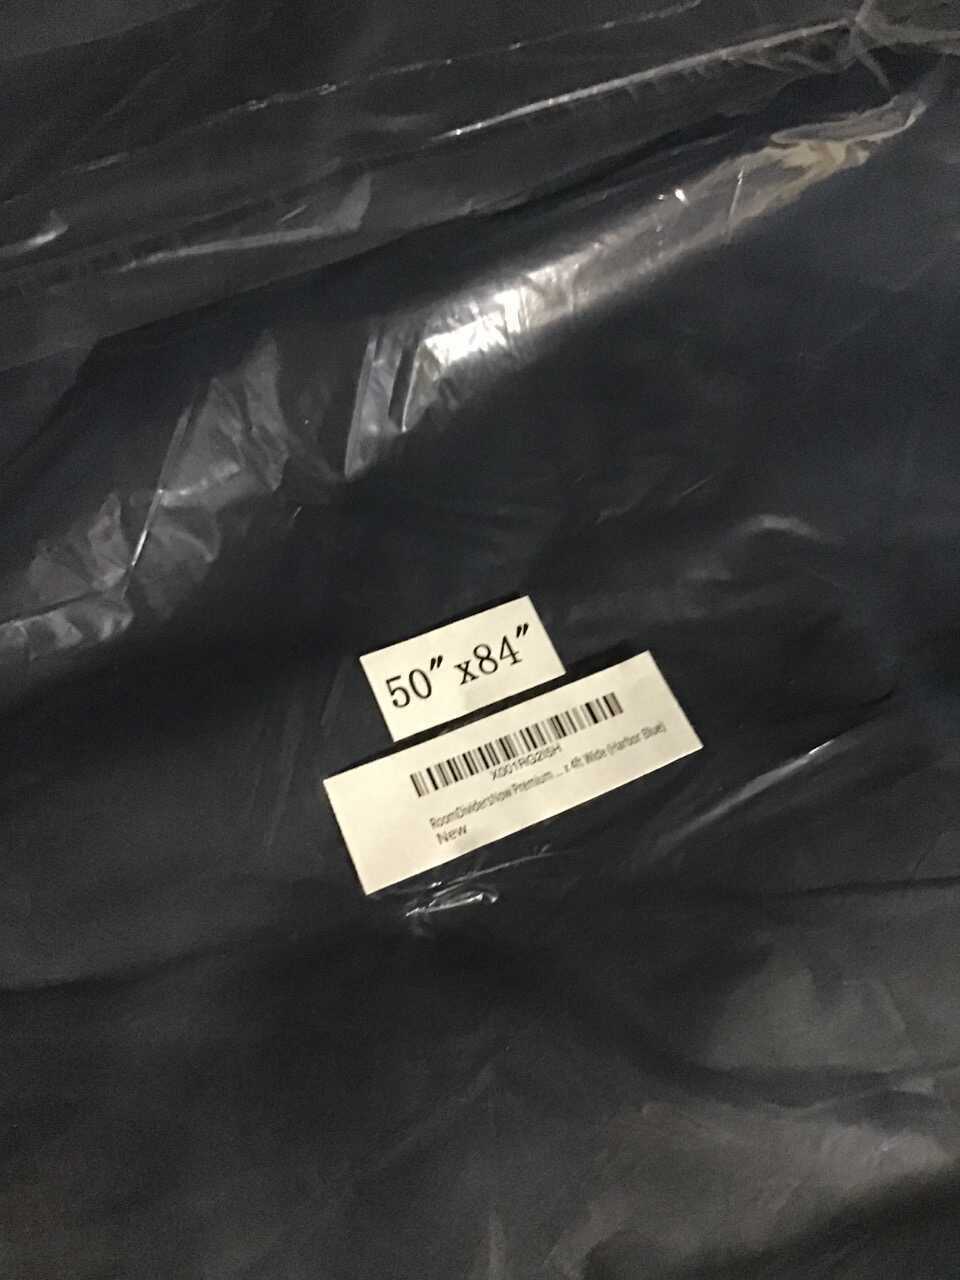 50" x84"
X001RG2I5H
RoomDividersNow Premium ... x 4ft Wide (Harbor Blue)
New